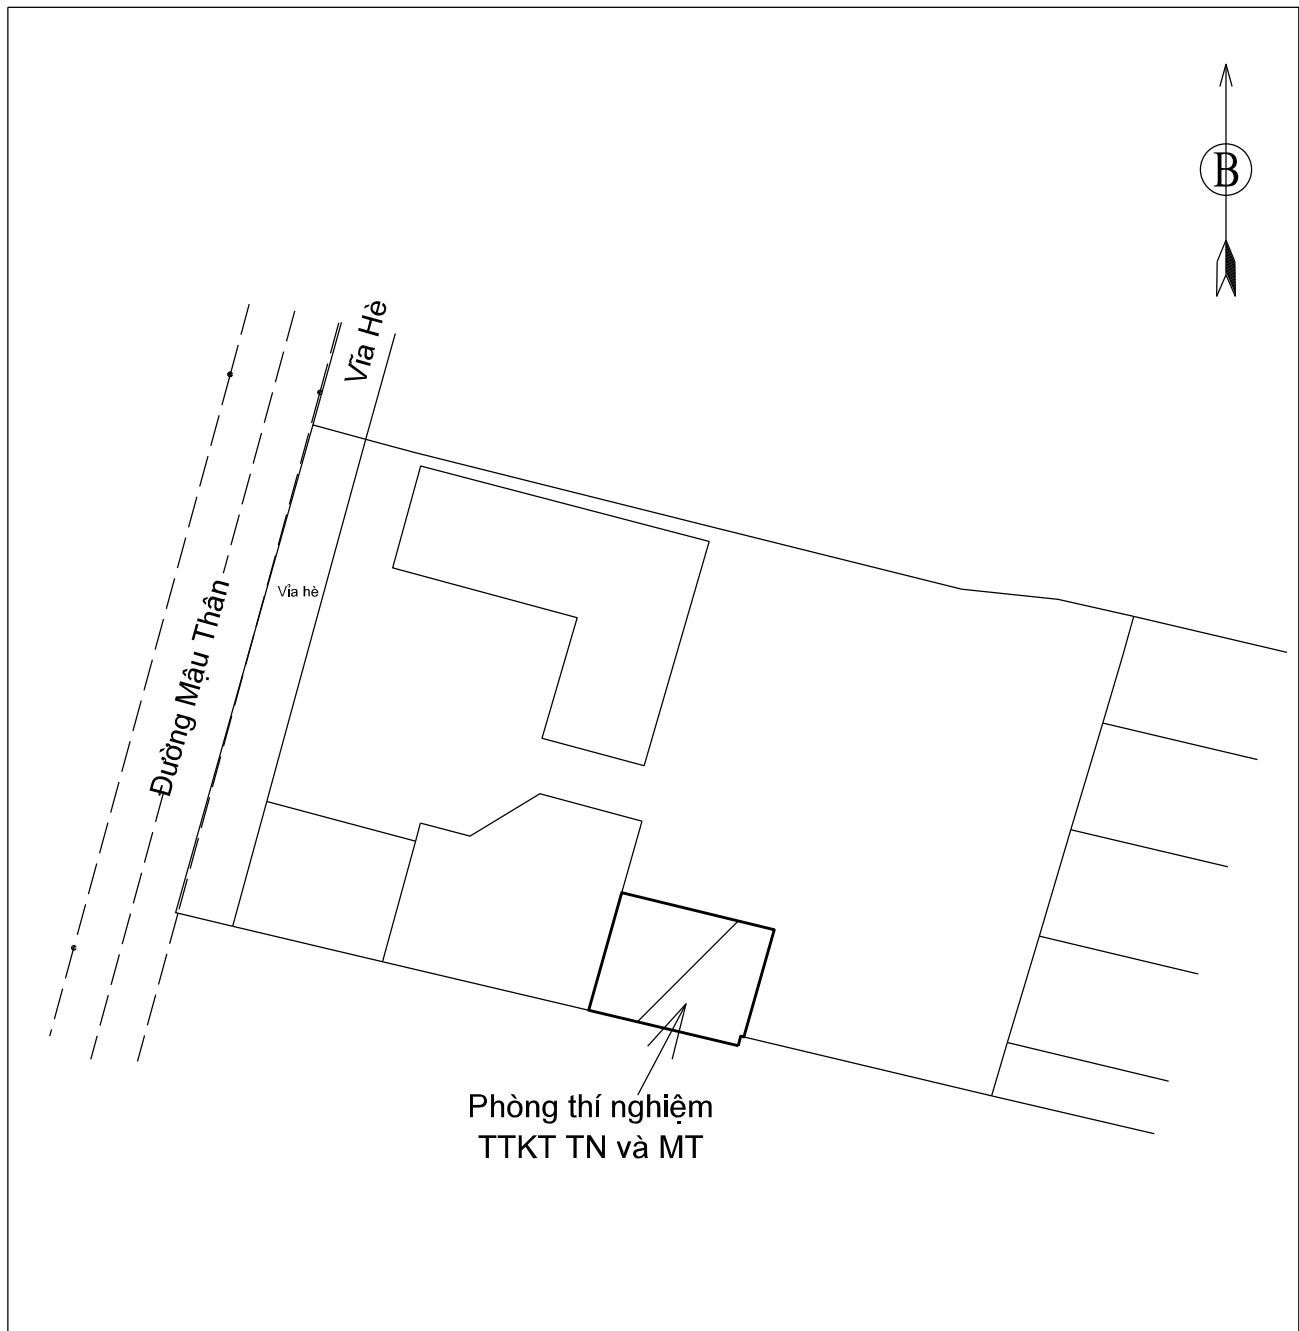 B
Vĩa Hè
Vỉa hè
Đường Mậu Thân
Phòng thí nghiệm
TTKT TN và MT